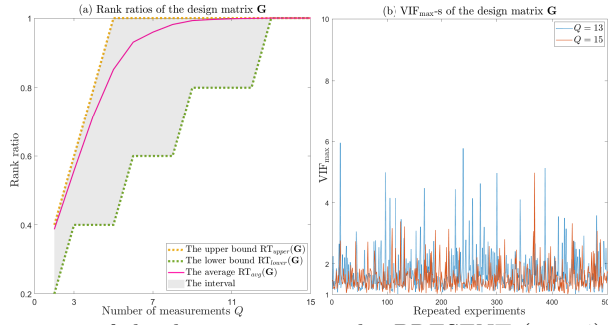 (a) Rank ratios of the design matrix G
1
0.8
0.6
0.4
0.2
Rank ratio
0
3
7
11
15
Number of measurements Q
The upper bound RTupper(G)
The lower bound RTlower(G)
The average RTavg(G)
The interval
(b) VIFmax-s of the design matrix G
10
8
6
4
2
VIFmax
0
100
200
300
400
Repeated experiments
Q = 13
Q = 15